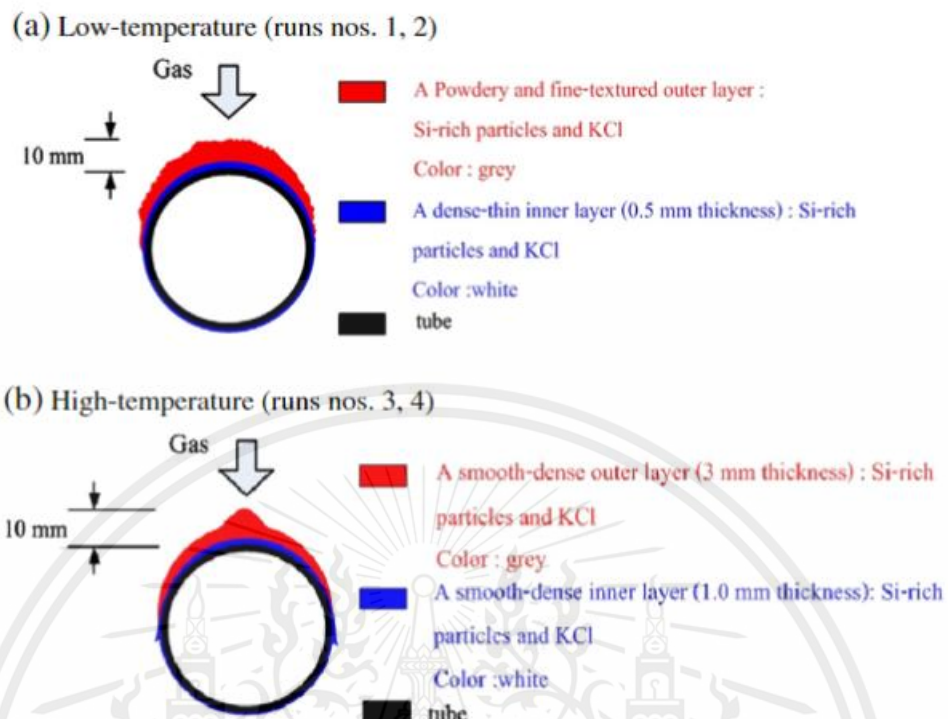 (a) Low-temperature (runs nos. 1, 2)
Gas
10 mm
A Powdery and fine-textured outer layer :
Si-rich particles and KCl
Color : grey
A dense-thin inner layer (0.5 mm thickness) : Si-rich
particles and KCl
Color :white
tube
(b) High-temperature (runs nos. 3, 4)
Gas
10 mm
A smooth-dense outer layer (3 mm thickness) : Si-rich
particles and KCl
Color : grey
A smooth-dense inner layer (1.0 mm thickness): Si-rich
particles and KCl
Color :white
tube